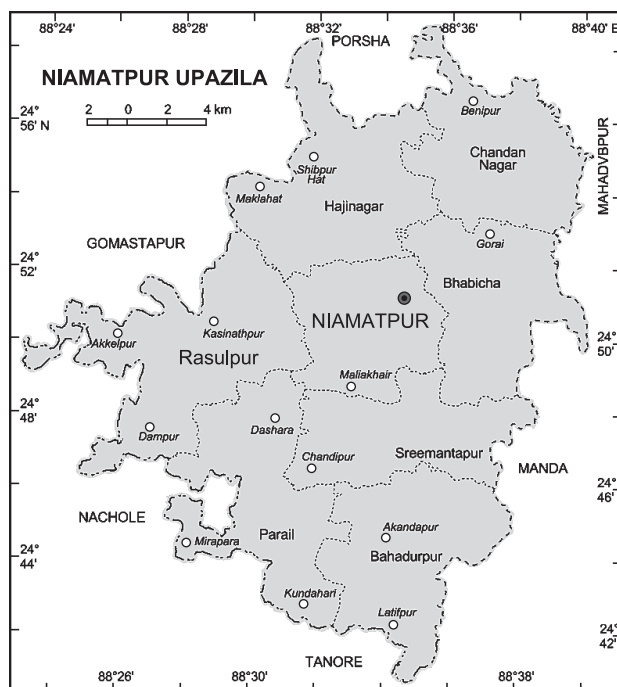 88°24' 88°28' 88°32' 88°36' 88°40' E
PORSHA
NIAMATPUR UPAZILA
2 0 2 4 km
24°
56' N
Benipur
Chandan
Nagar
MAHADVBPUR
Shibpur
Hat
Maklahat
Hajinagar
GOMASTAPUR
Gorai
24°
52'
Bhabicha
NIAMATPUR
Kasinathpur
Akkelpur
24°
50'
Rasulpur
Maliakhair
24°
48'
Dampur
Dashara
Chandipur
Sreemantapur
MANDA
24°
46'
NACHOLE
Parail
Akandapur
Mirapara
Bahadurpur
24°
44'
Kundahari
Latifpur
24°
42'
TANORE
88°26' 88°30' 88°34' 88°38'